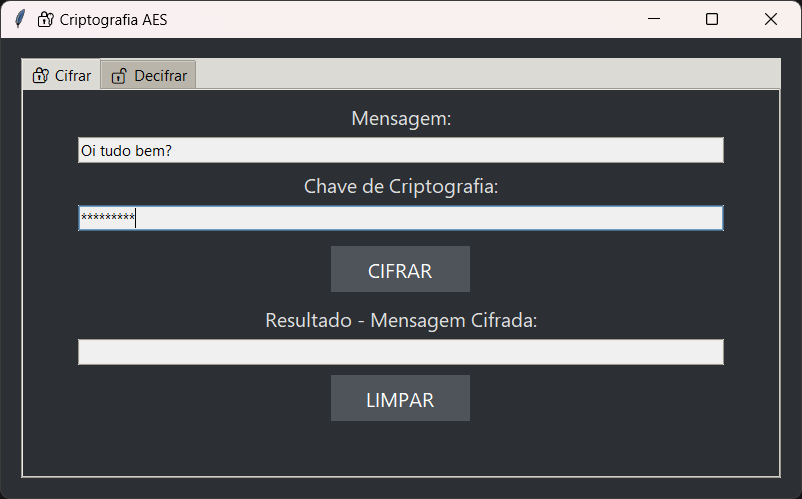 Criptografia AES
Cifrar Decifrar
Mensagem:
Oi tudo bem?
Chave de Criptografia:
*********
CIFRAR
Resultado - Mensagem Cifrada:
LIMPAR